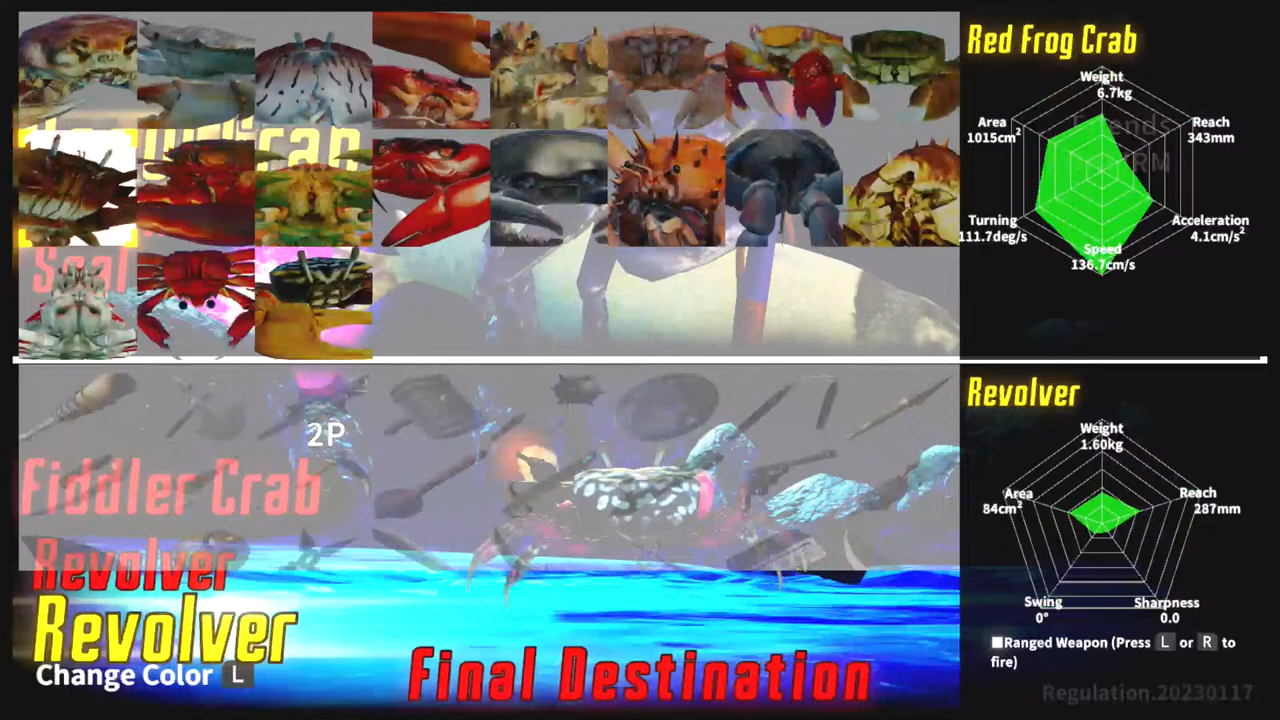 Red Frog Crab
Weight
6.7kg
Area
1015cm²
Reach
343mm
Turning
111.7deg/s
Acceleration
4.1cm/s²
Speed
136.7cm/s
Seal
2P
Fiddler Crab
Revolver
Revolver
Change Color L
Final Destination
Revolver
Weight
1.60kg
Area
84cm²
Reach
287mm
Swing
0°
Sharpness
0.0
■Ranged Weapon (Press L or R to
fire)
Regulation.20230117